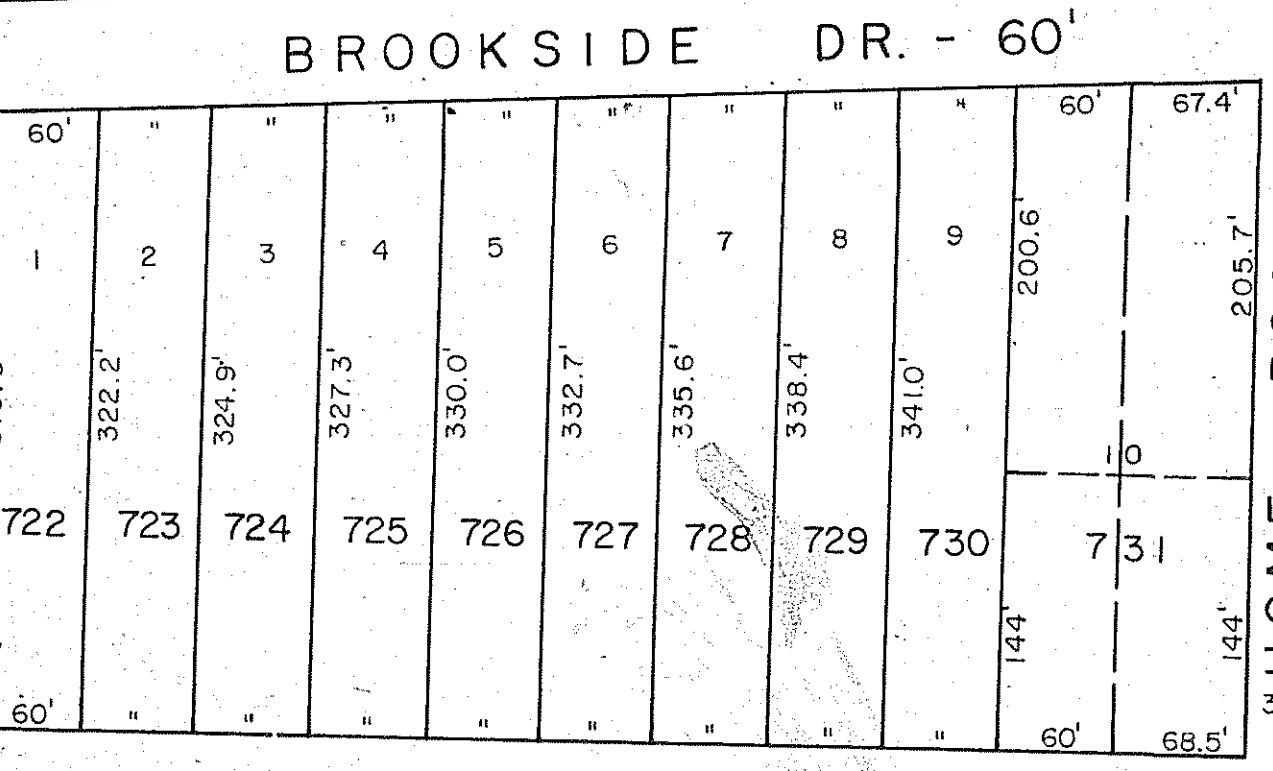 BROOKSIDE DR. - 60'
60' " " " " " " " " 60' 67.4'
1 2 3 4 5 6 7 8 9
200.6' 205.7'
322.2' 324.9' 327.3' 330.0' 332.7' 335.6' 338.4' 341.0'
10
722 723 724 725 726 727 728 729 730 731
144' 144'
60' " " " " " " " " 60' 68.5'